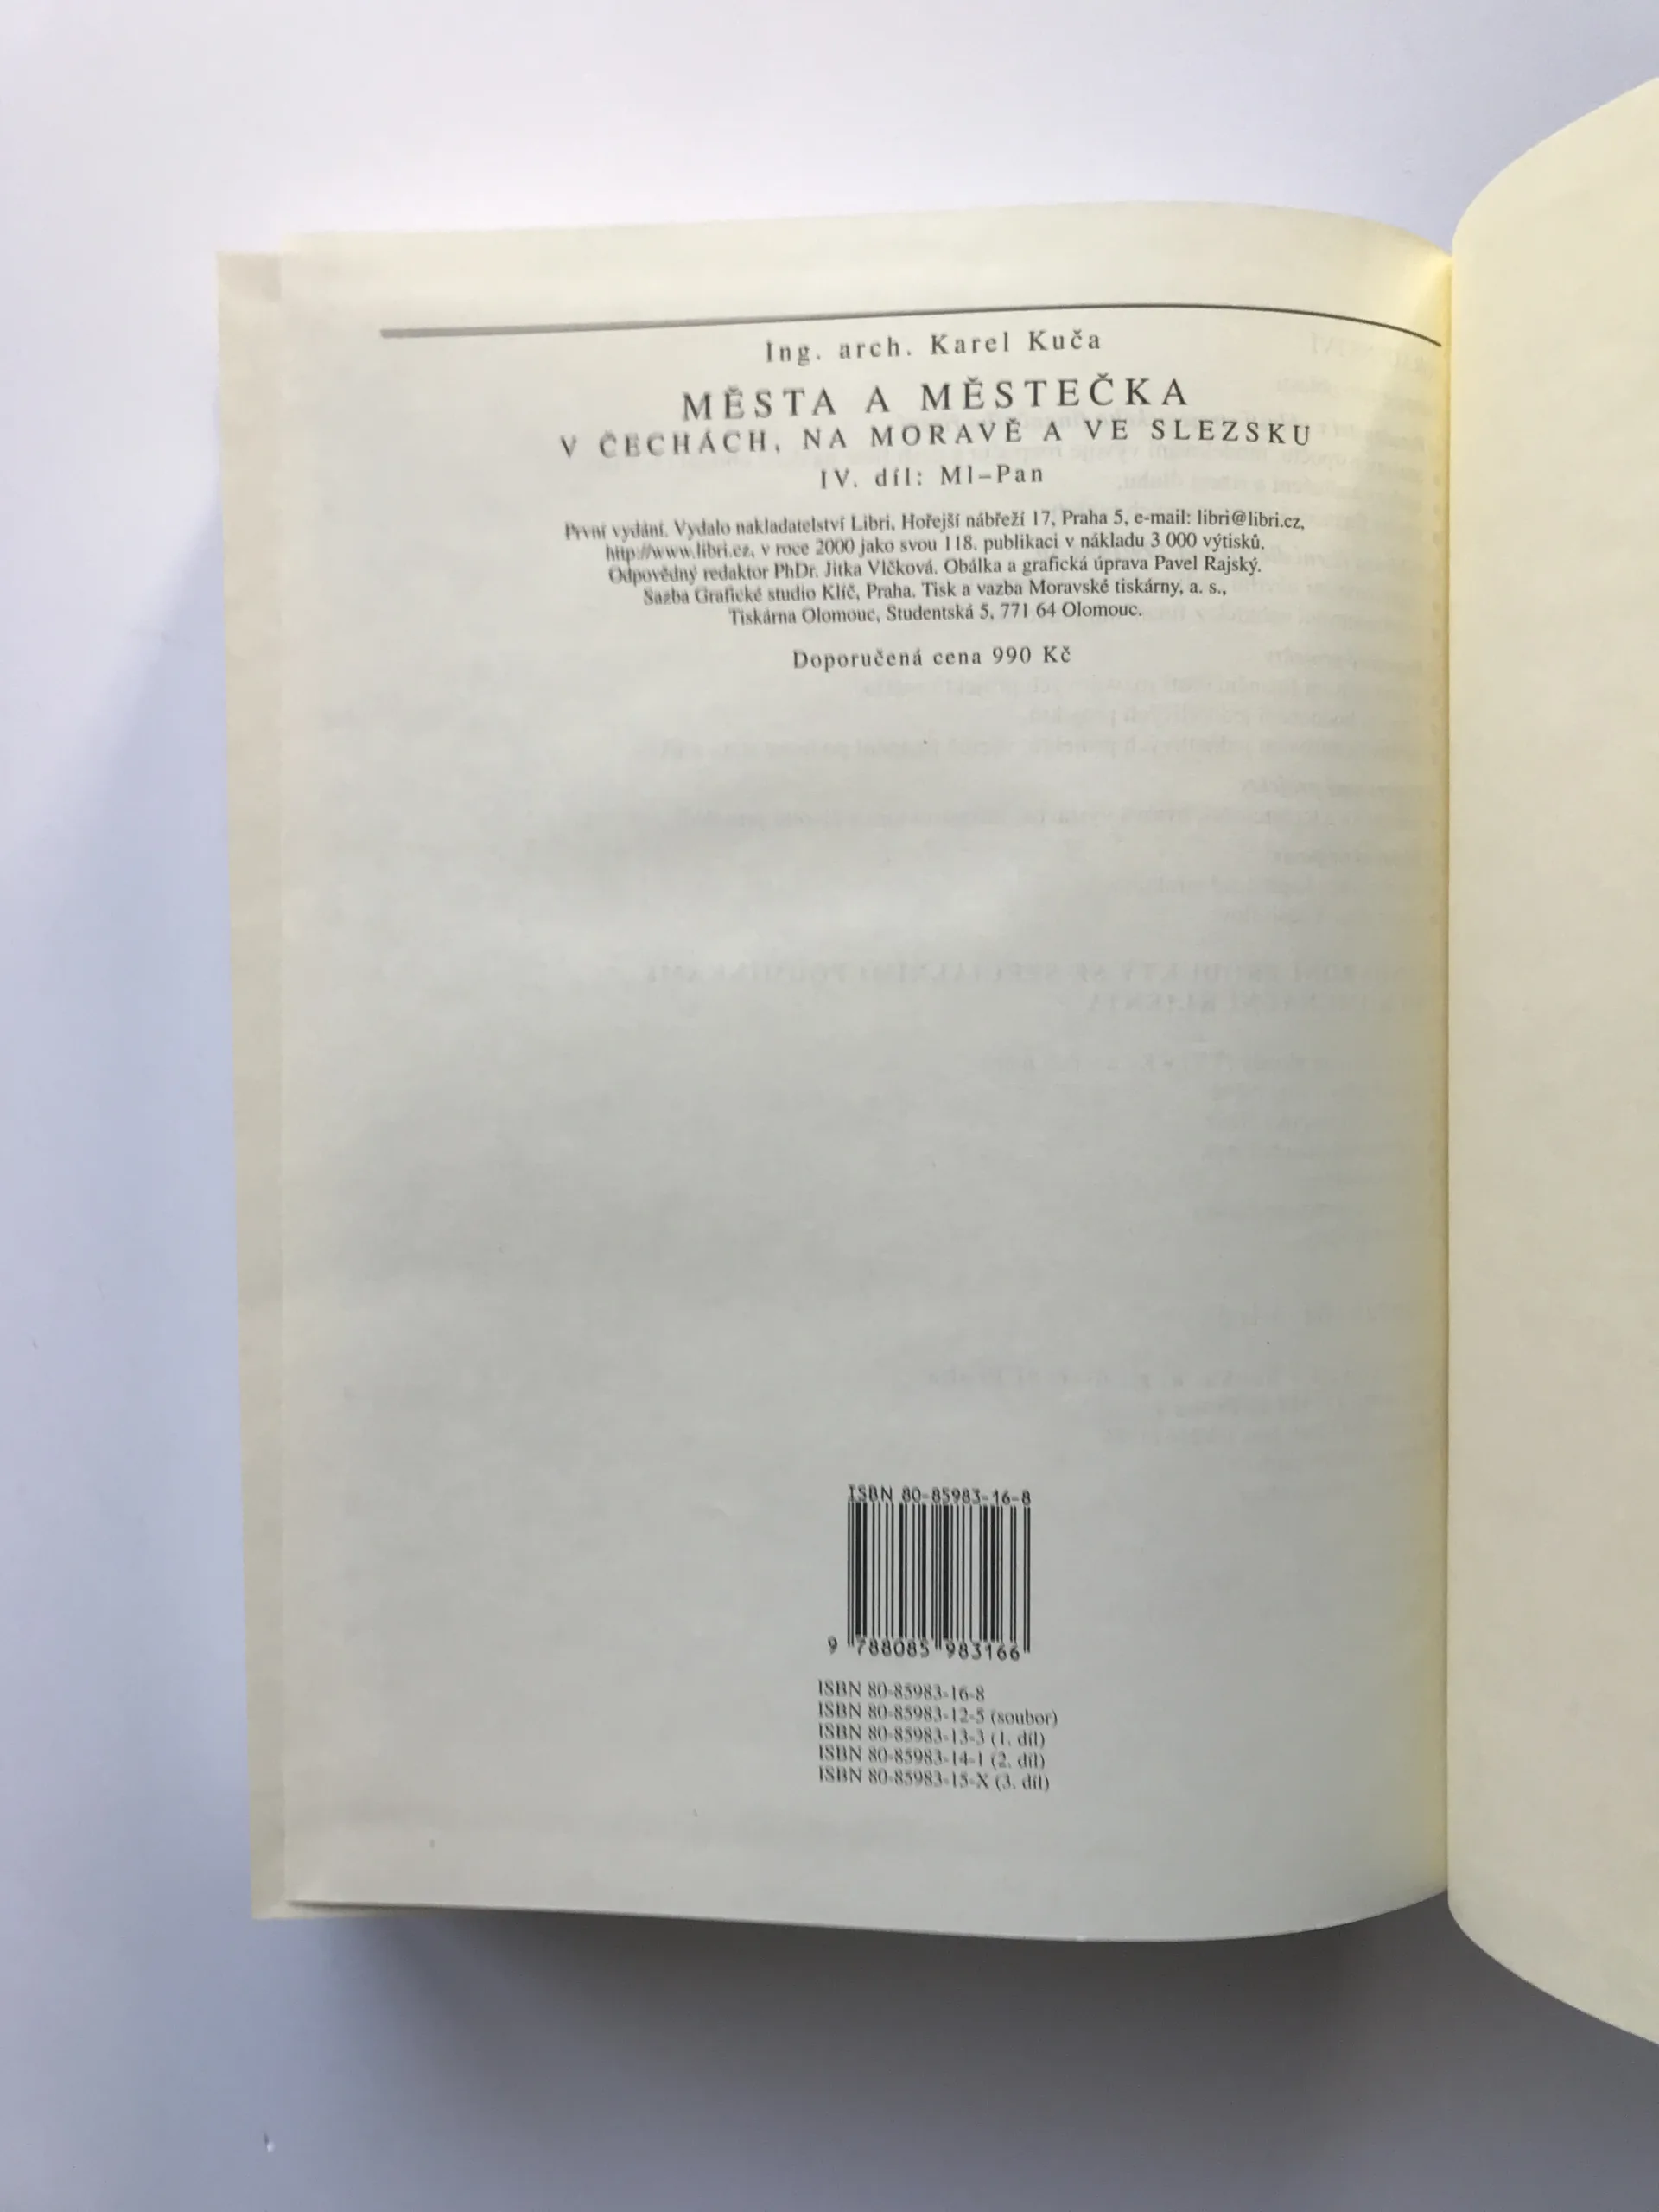 Ing. arch. Karel Kuča
MĚSTA A MĚSTEČKA
V ČECHÁCH, NA MORAVĚ A VE SLEZSKU
IV. díl: Ml–Pan
První vydání. Vydalo nakladatelství Libri, Hořejší nábřeží 17, Praha 5, e-mail: libri@libri.cz,
http://www.libri.cz, v roce 2000 jako svou 118. publikaci v nákladu 3 000 výtisků.
Odpovědný redaktor PhDr. Jitka Vlčková. Obálka a grafická úprava Pavel Rajský.
Sazba Grafické studio Klíč, Praha. Tisk a vazba Moravské tiskárny, a. s.,
Tiskárna Olomouc, Studentská 5, 771 64 Olomouc.
Doporučená cena 990 Kč
ISBN 80-85983-16-8
9 788085 983166
ISBN 80-85983-16-8
ISBN 80-85983-12-5 (soubor)
ISBN 80-85983-13-3 (1. díl)
ISBN 80-85983-14-1 (2. díl)
ISBN 80-85983-15-X (3. díl)